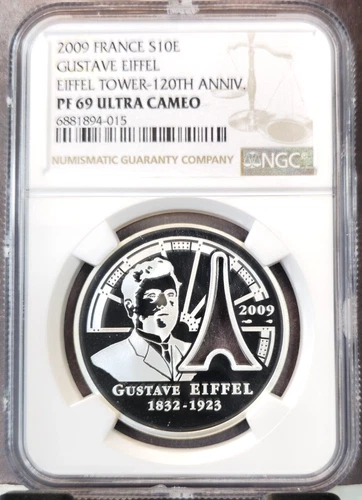 2009 FRANCE S10E
GUSTAVE EIFFEL
EIFFEL TOWER-120TH ANNIV.
PF 69 ULTRA CAMEO
6881894-015
NUMISMATIC GUARANTY COMPANY
NGC
2009
GUSTAVE EIFFEL
1832-1923